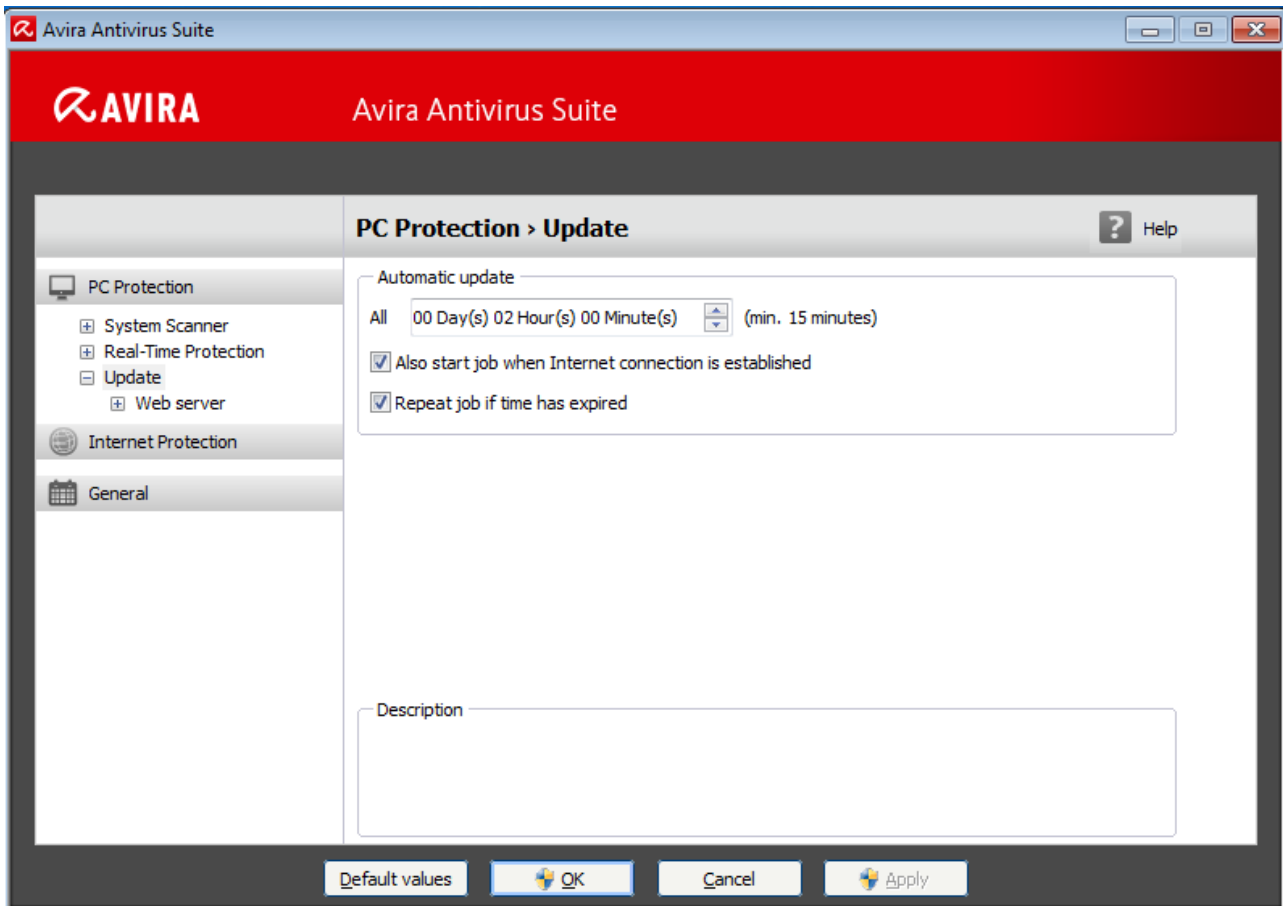 Avira Antivirus Suite
AVIRA
Avira Antivirus Suite
PC Protection › Update
? Help
PC Protection
System Scanner
Real-Time Protection
Update
Web server
Internet Protection
General
Automatic update
All 00 Day(s) 02 Hour(s) 00 Minute(s) (min. 15 minutes)
Also start job when Internet connection is established
Repeat job if time has expired
Description
Default values
OK
Cancel
Apply